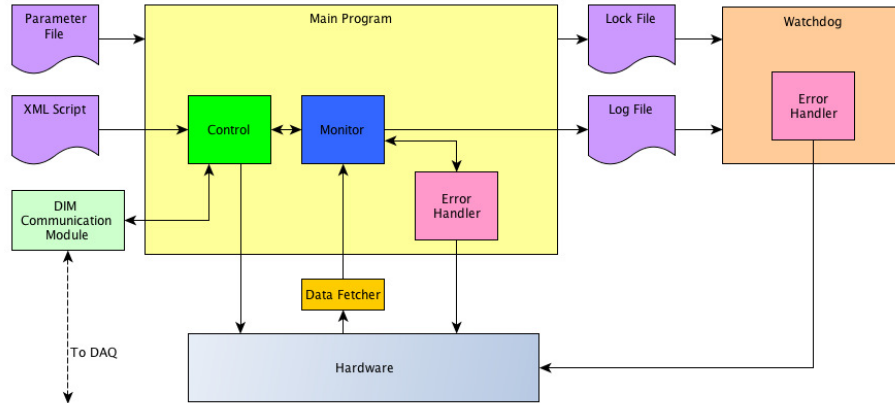 Parameter
File
Main Program
Lock File
Watchdog
XML Script
Control
Monitor
Log File
Error
Handler
DIM
Communication
Module
Error
Handler
Data Fetcher
To DAQ
Hardware